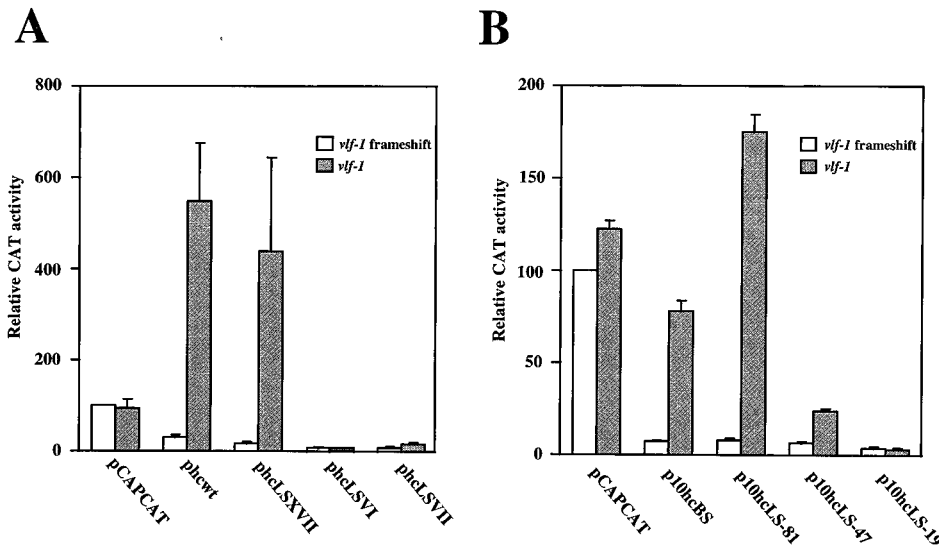 A
800
600
400
200
0
Relative CAT activity
vlf-1 frameshift
vlf-1
pCAPCAT
phcwt
phcLSXVII
phcLSVI
phcLSVII
B
200
150
100
50
0
Relative CAT activity
vlf-1 frameshift
vlf-1
pCAPCAT
p10hcBS
p10hcLS-81
p10hcLS-47
p10hcLS-19